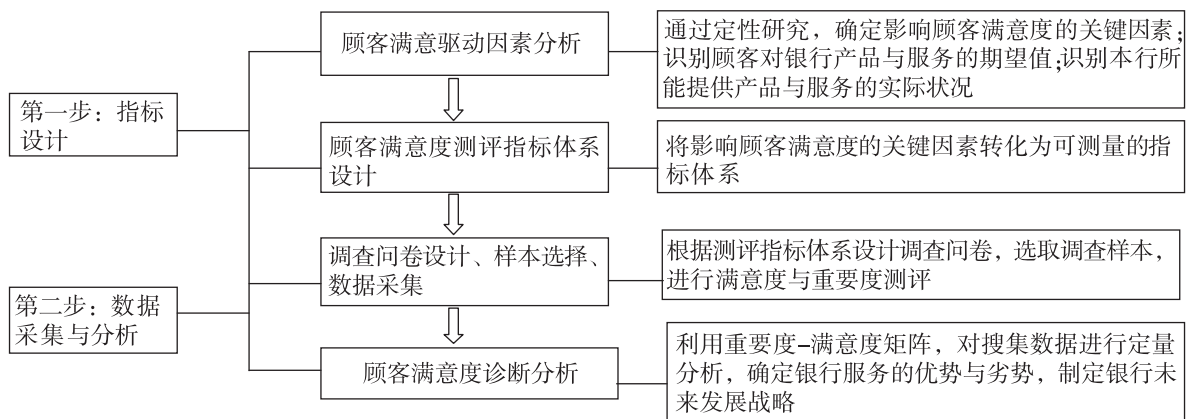 第一步：指标
设计
第二步：数据
采集与分析
顾客满意驱动因素分析
顾客满意度测评指标体系
设计
调查问卷设计、样本选择、
数据采集
顾客满意度诊断分析
通过定性研究，确定影响顾客满意度的关键因素；
识别顾客对银行产品与服务的期望值；识别本行所
能提供产品与服务的实际状况
将影响顾客满意度的关键因素转化为可测量的指
标体系
根据测评指标体系设计调查问卷，选取调查样本，
进行满意度与重要度测评
利用重要度–满意度矩阵，对搜集数据进行定量
分析，确定银行服务的优势与劣势，制定银行未
来发展战略